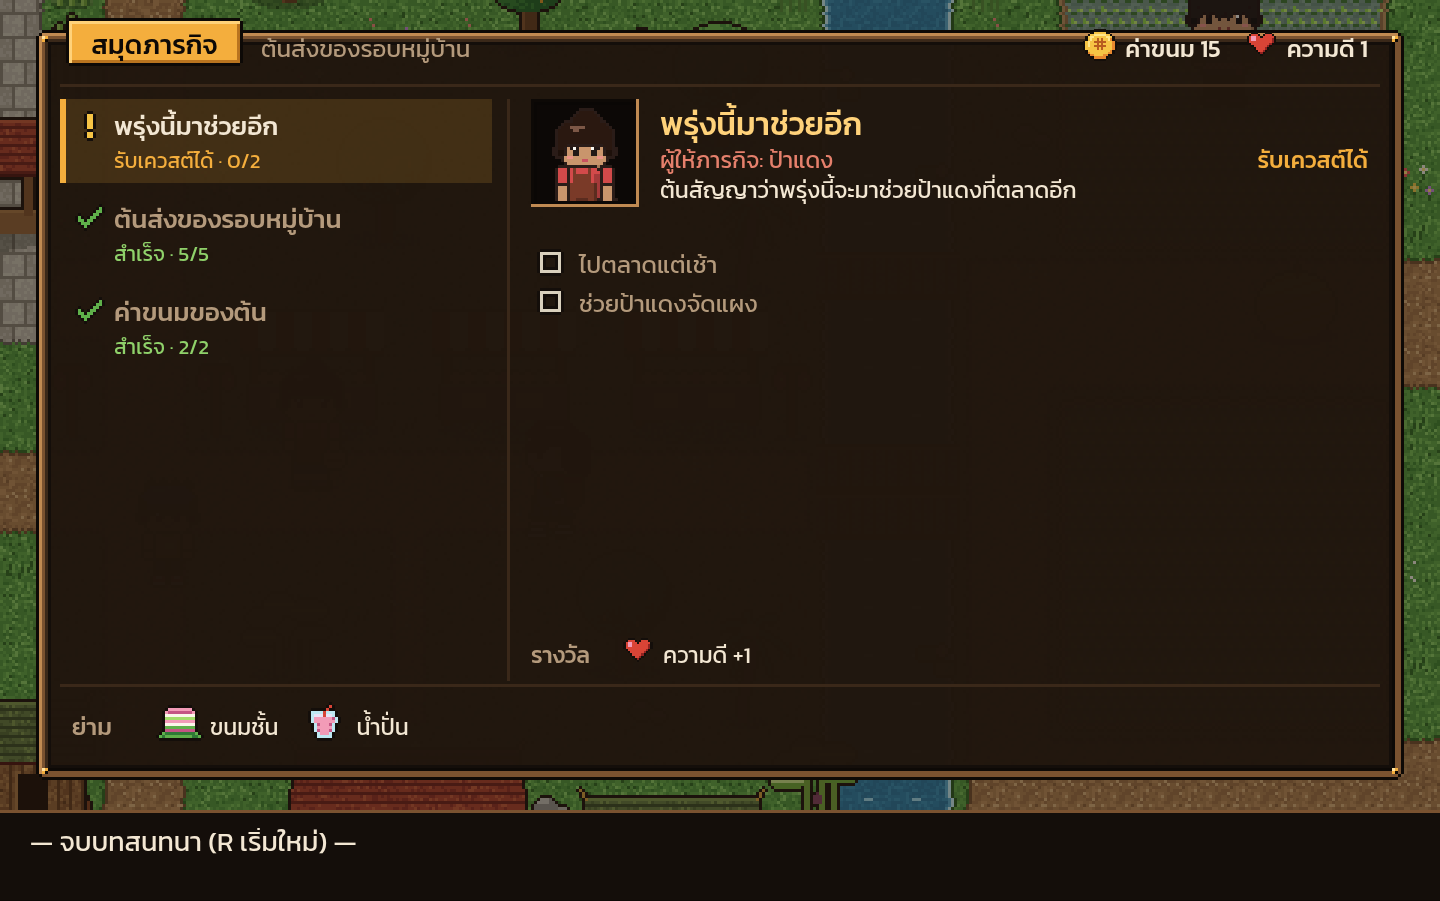 สมุดภารกิจ
ต้นส่งของรอบหมู่บ้าน
ค่าขนม 15
ความดี 1
พรุ่งนี้มาช่วยอีก
รับเควสต์ได้ · 0/2
ต้นส่งของรอบหมู่บ้าน
สำเร็จ · 5/5
ค่าขนมของต้น
สำเร็จ · 2/2
พรุ่งนี้มาช่วยอีก
ผู้ให้ภารกิจ: ป้าแดง
รับเควสต์ได้
ต้นสัญญาว่าพรุ่งนี้จะมาช่วยป้าแดงที่ตลาดอีก
ไปตลาดแต่เช้า
ช่วยป้าแดงจัดแผง
รางวัล
ความดี +1
ย่าม
ขนมชั้น
น้ำปั่น
— จบบทสนทนา (R เริ่มใหม่) —